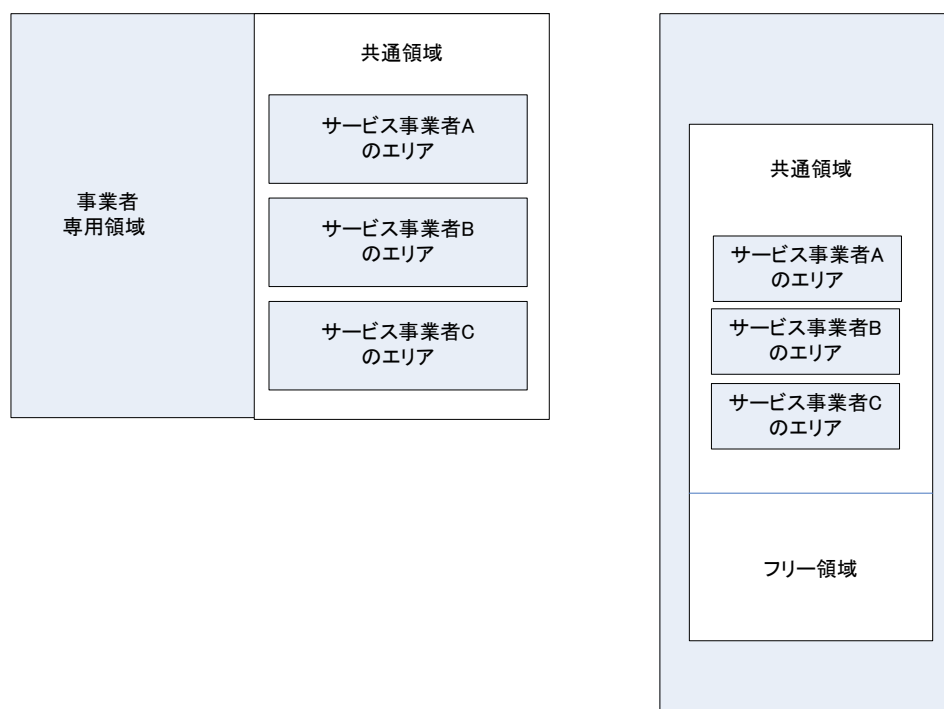 共通領域
サービス事業者A
のエリア
サービス事業者B
のエリア
サービス事業者C
のエリア
事業者
専用領域
共通領域
サービス事業者A
のエリア
サービス事業者B
のエリア
サービス事業者C
のエリア
フリー領域